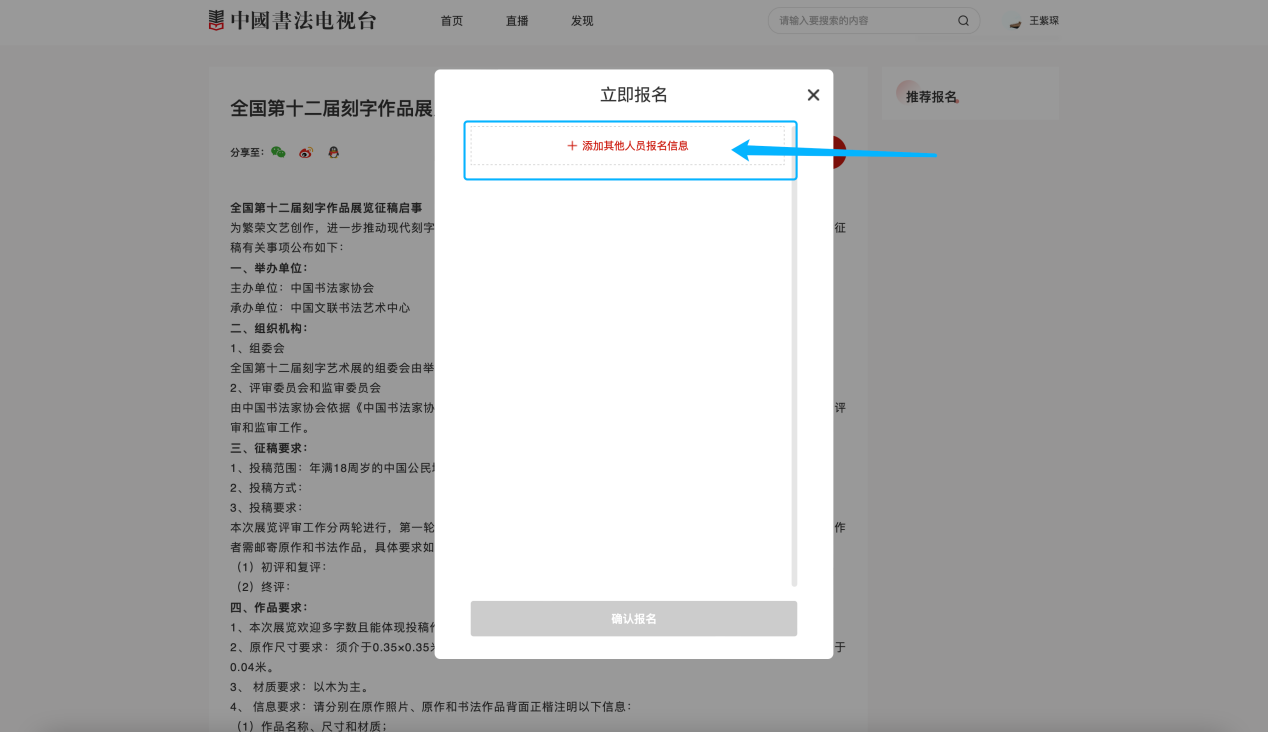 中國書法电视台
首页
直播
发现
请输入要搜索的内容
王紫琛
立即报名
全国第十二届刻字作品展
推荐报名
＋ 添加其他人员报名信息
分享至：
全国第十二届刻字作品展览征稿启事
为繁荣文艺创作，进一步推动现代刻字 征
稿有关事项公布如下：
一、举办单位：
主办单位：中国书法家协会
承办单位：中国文联书法艺术中心
二、组织机构：
1、组委会
全国第十二届刻字艺术展的组委会由举
2、评审委员会和监审委员会
由中国书法家协会依据《中国书法家协 评
审和监审工作。
三、征稿要求：
1、投稿范围：年满18周岁的中国公民
2、投稿方式：
3、投稿要求：
本次展览评审工作分两轮进行，第一轮 作
者需邮寄原作和书法作品，具体要求如
（1）初评和复评：
（2）终评：
四、作品要求：
1、本次展览欢迎多字数且能体现投稿
确认报名
2、原作尺寸要求：须介于0.35×0.35 于
0.04米。
3、 材质要求：以木为主。
4、 信息要求：请分别在原作照片、原作和书法作品背面正楷注明以下信息：
（1）作品名称、尺寸和材质；